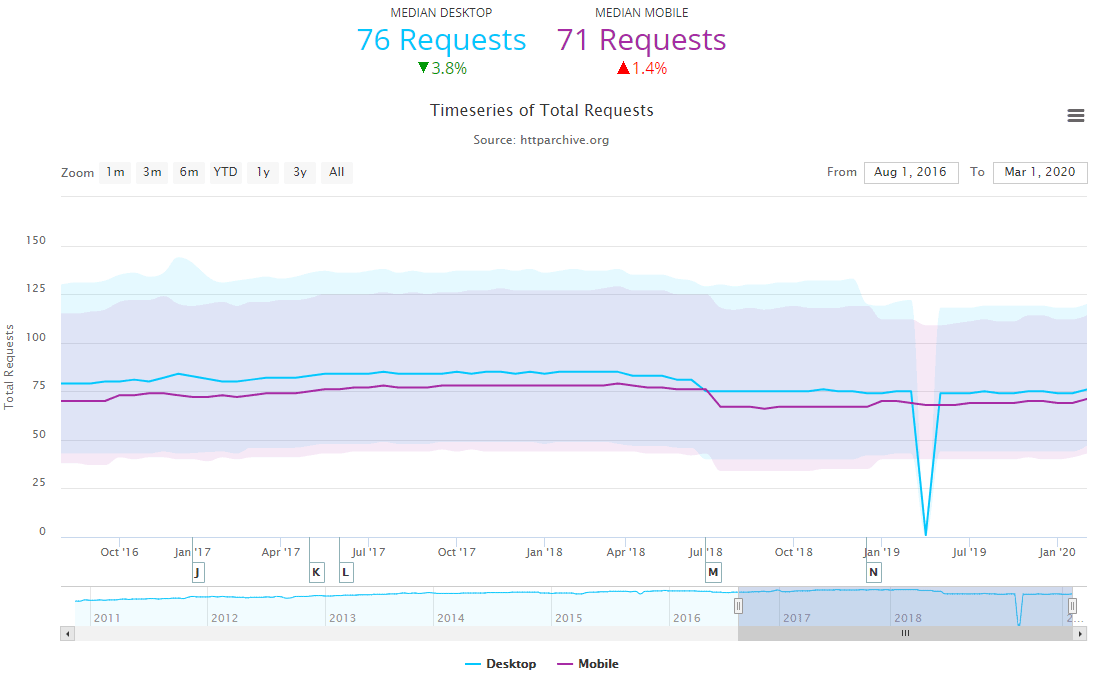 MEDIAN DESKTOP MEDIAN MOBILE
76 Requests 71 Requests
▼3.8% ▲1.4%
Timeseries of Total Requests
Source: httparchive.org
Zoom 1m 3m 6m YTD 1y 3y All From Aug 1, 2016 To Mar 1, 2020
Total Requests
150
125
100
75
50
25
0
Oct '16 Jan '17 Apr '17 Jul '17 Oct '17 Jan '18 Apr '18 Jul '18 Oct '18 Jan '19 Jul '19 Jan '20
J K L M N
2011 2012 2013 2014 2015 2016 2017 2018 2...
Desktop Mobile